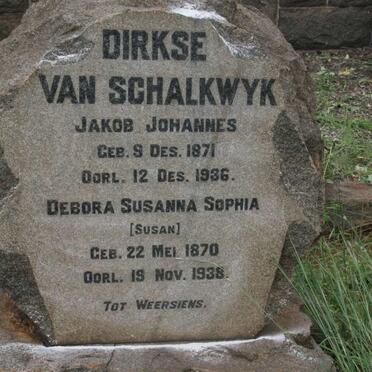 DIRKSE
VAN SCHALKWYK
JAKOB JOHANNES
GEB. 9 DES. 1871
OORL. 12 DES. 1936.
DEBORA SUSANNA SOPHIA
[SUSAN]
GEB. 22 MEI 1870
OORL. 19 NOV. 1938.
TOT WEERSIENS.